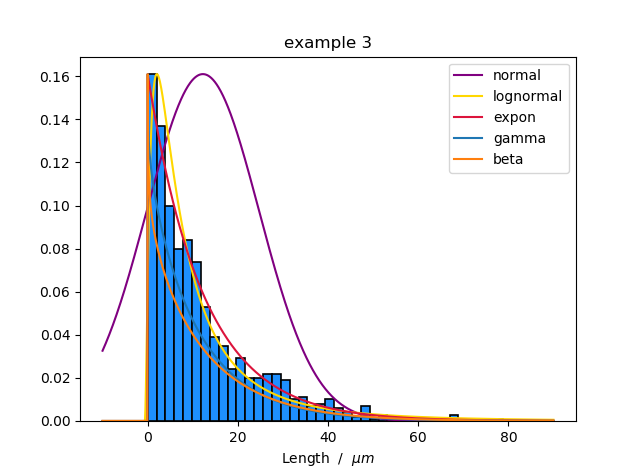 example 3
0.16
0.14
0.12
0.10
0.08
0.06
0.04
0.02
0.00
normal
lognormal
expon
gamma
beta
0
20
40
60
80
Length / μm